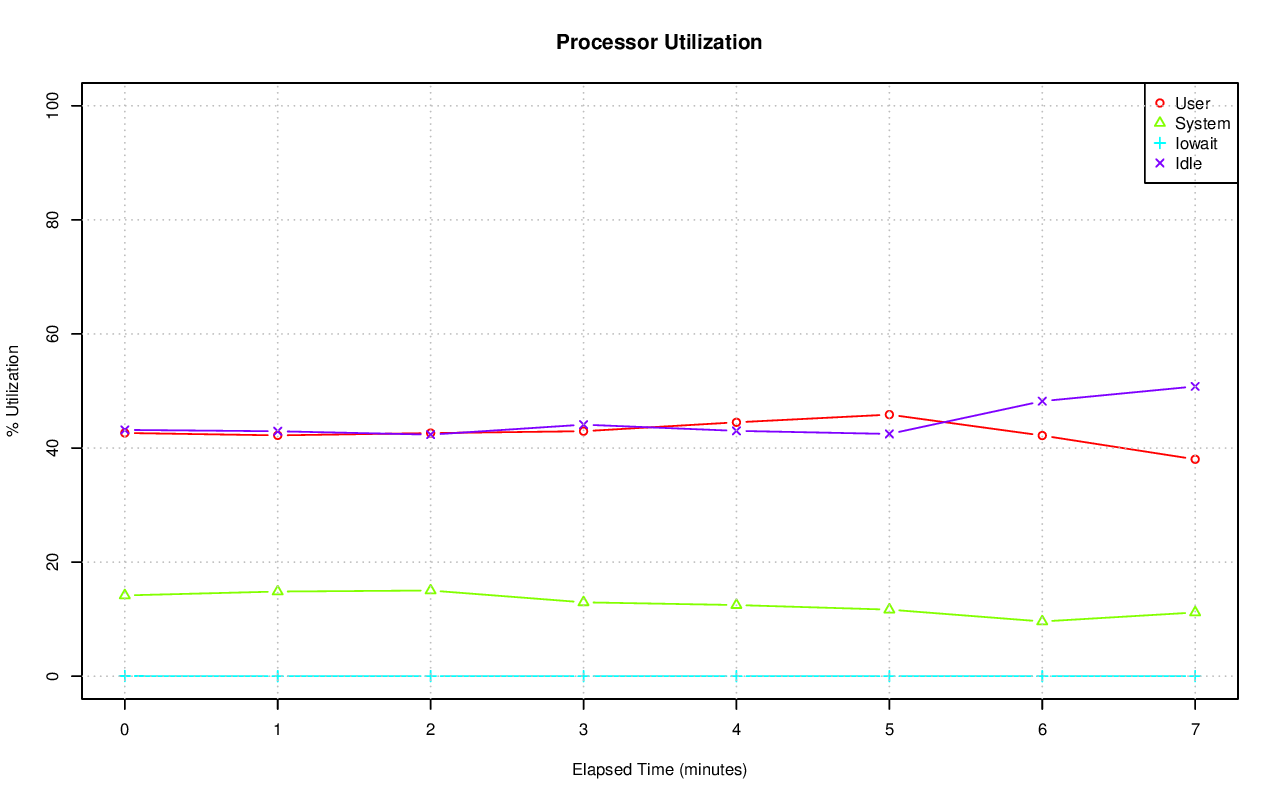 Processor Utilization
User
System
Iowait
Idle
% Utilization
100
80
60
40
20
0
0 1 2 3 4 5 6 7
Elapsed Time (minutes)